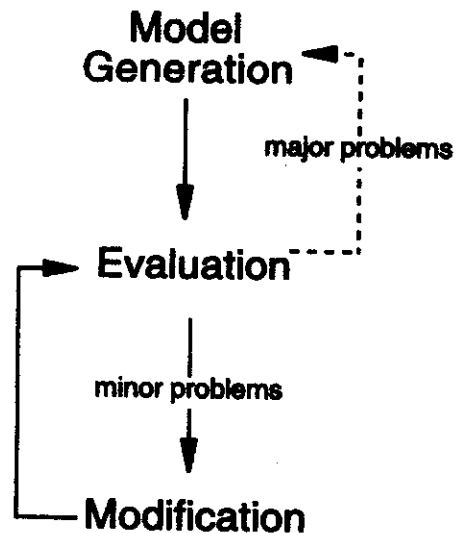 Model
Generation
major problems
Evaluation
minor problems
Modification